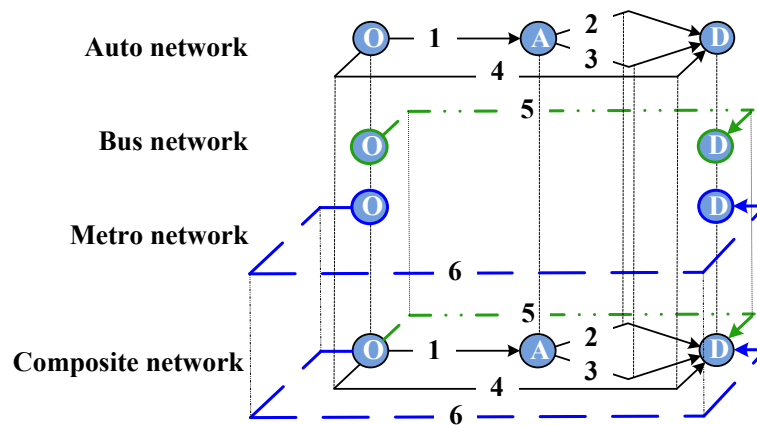 Auto network
O 1 A 2 3 D
4
Bus network
5
O D
Metro network
O D
6
Composite network
5
O 1 A 2 3 D
4
6